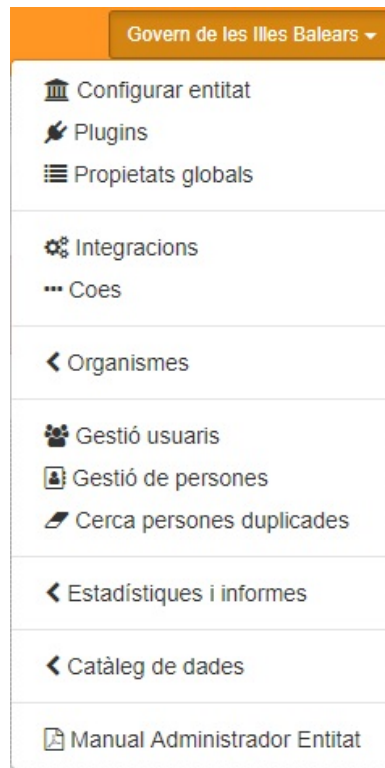 Govern de les Illes Balears
Configurar entitat
Plugins
Propietats globals
Integracions
Coes
Organismes
Gestió usuaris
Gestió de persones
Cerca persones duplicades
Estadístiques i informes
Catàleg de dades
Manual Administrador Entitat